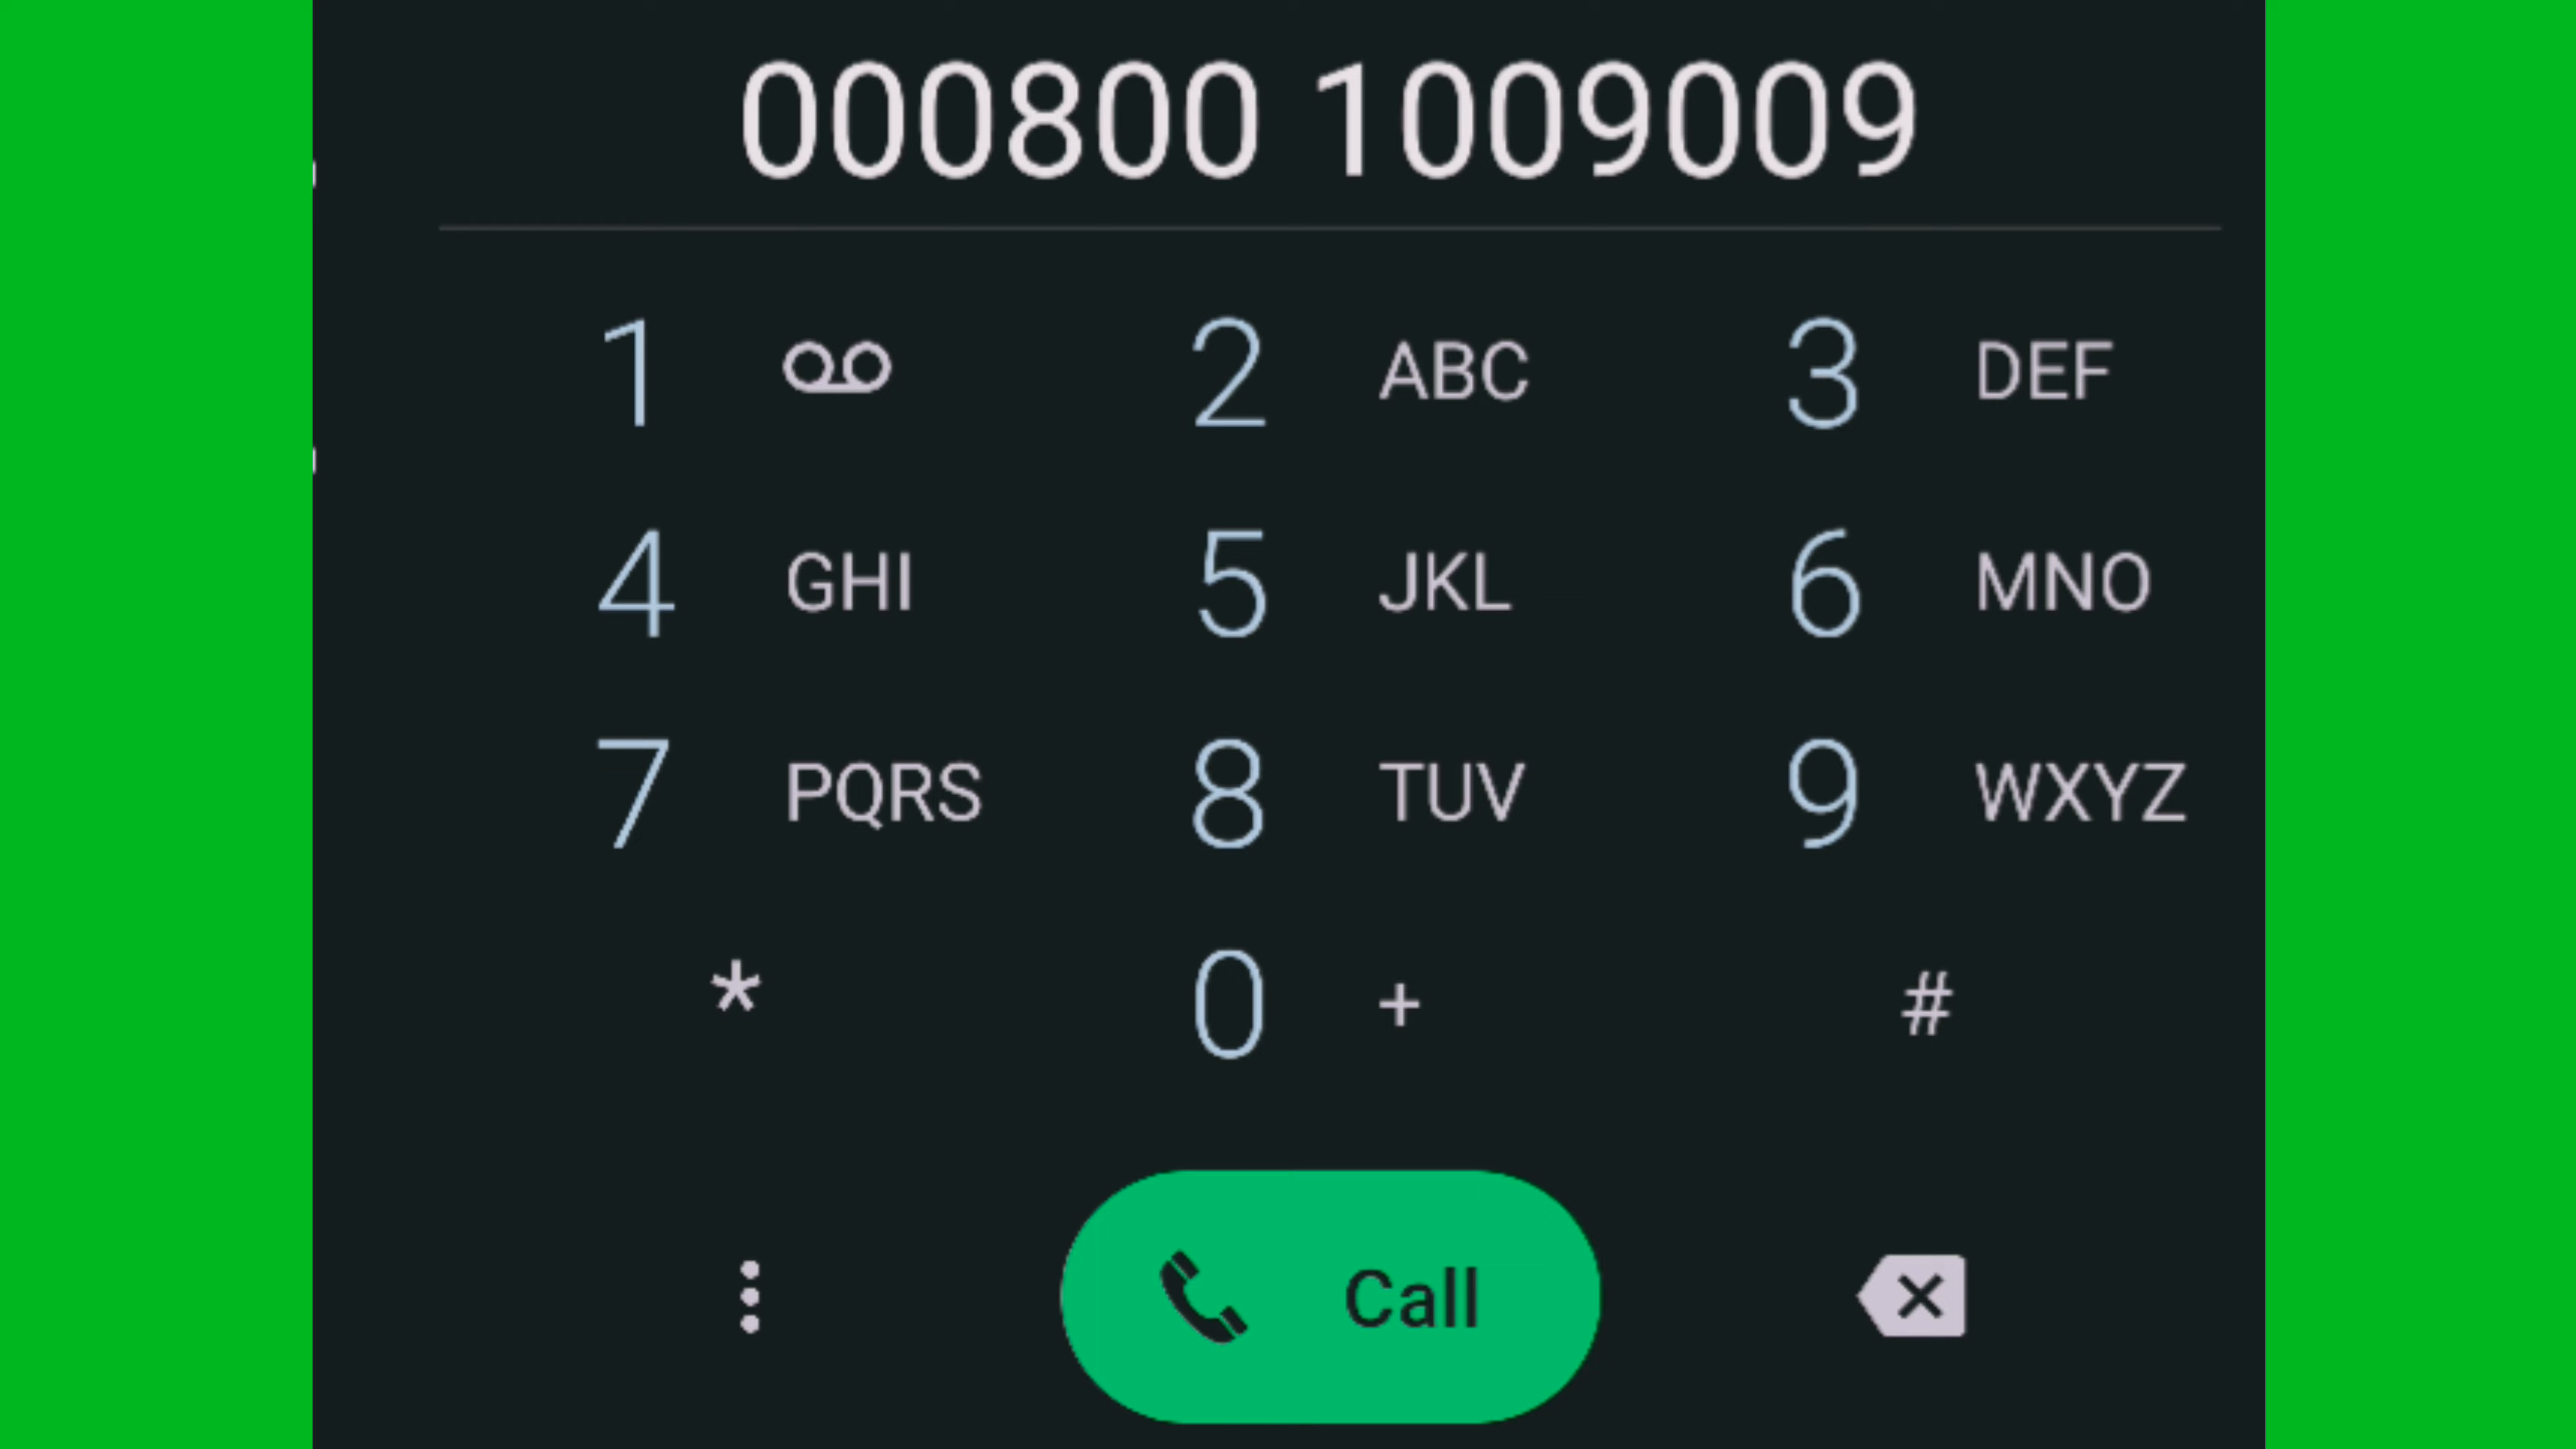 000800 1009009
1 2 ABC 3 DEF
4 GHI 5 JKL 6 MNO
7 PQRS 8 TUV 9 WXYZ
* 0 + #
Call